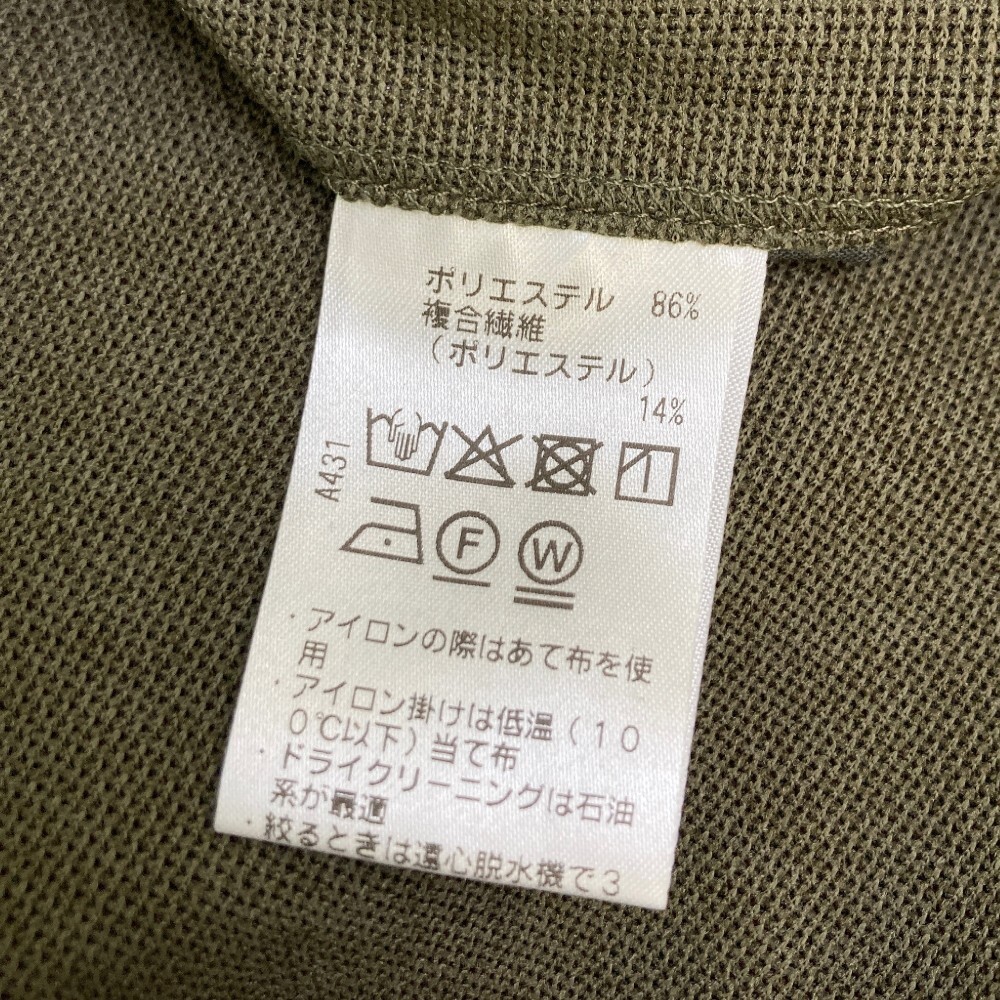 ポリエステル 86%
複合繊維
(ポリエステル)
14%
A431
F W
・アイロンの際はあて布を使
用
・アイロン掛けは低温(10
0℃以下)当て布
・ドライクリーニングは石油
系が最適
・絞るときは遠心脱水機で3